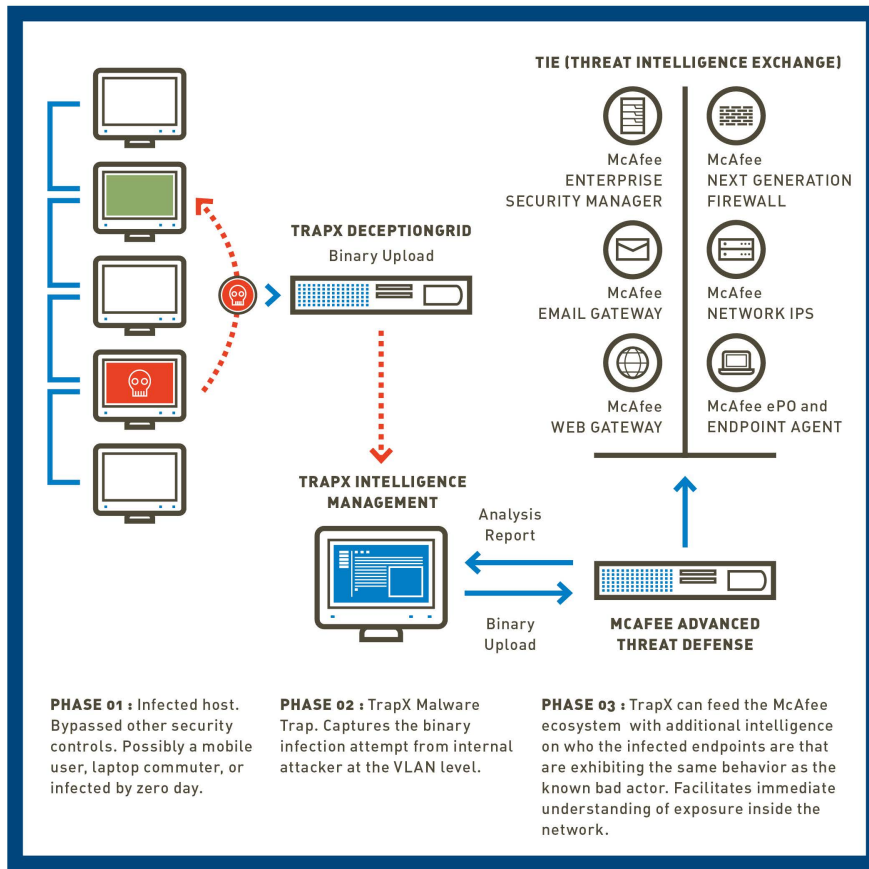 TIE (THREAT INTELLIGENCE EXCHANGE)
McAfee
ENTERPRISE
SECURITY MANAGER
McAfee
NEXT GENERATION
FIREWALL
McAfee
EMAIL GATEWAY
McAfee
NETWORK IPS
McAfee
WEB GATEWAY
McAfee ePO and
ENDPOINT AGENT
TRAPX DECEPTIONGRID
Binary Upload
TRAPX INTELLIGENCE
MANAGEMENT
Analysis
Report
Binary
Upload
MCAFEE ADVANCED
THREAT DEFENSE
PHASE 01 : Infected host.
Bypassed other security
controls. Possibly a mobile
user, laptop commuter, or
infected by zero day.
PHASE 02 : TrapX Malware
Trap. Captures the binary
infection attempt from internal
attacker at the VLAN level.
PHASE 03 : TrapX can feed the McAfee
ecosystem with additional intelligence
on who the infected endpoints are that
are exhibiting the same behavior as the
known bad actor. Facilitates immediate
understanding of exposure inside the
network.